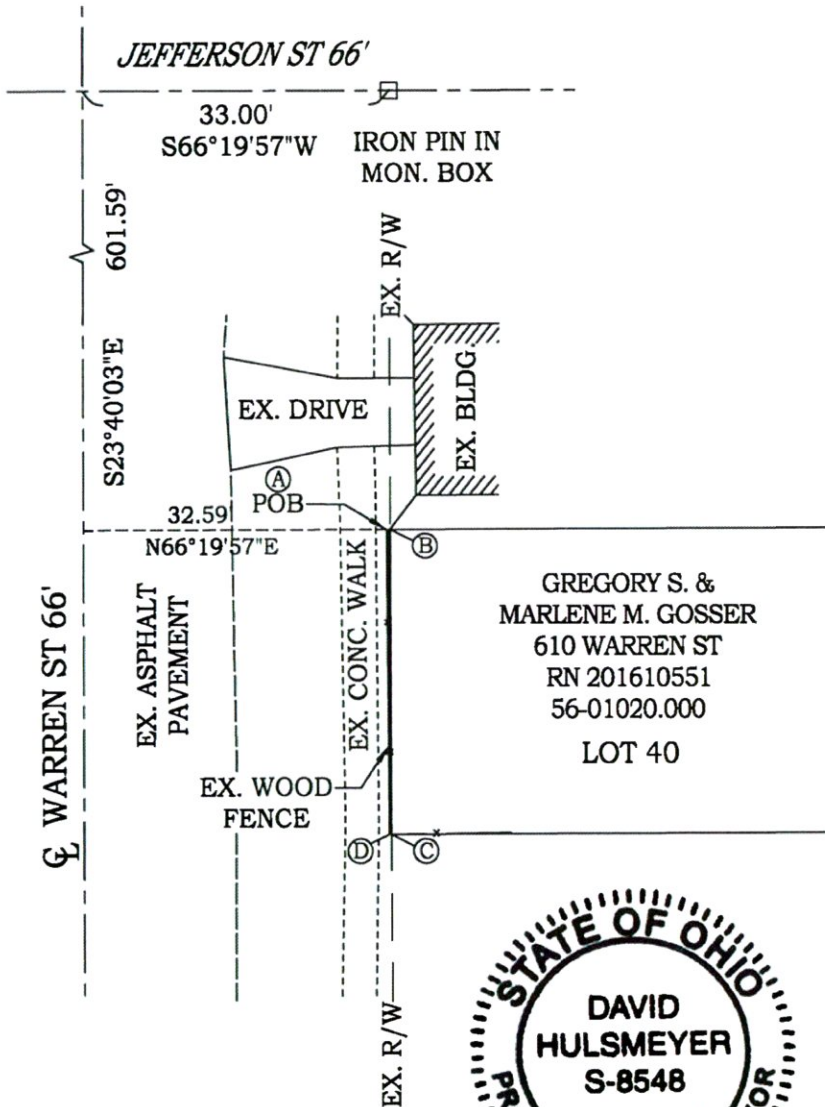 JEFFERSON ST 66'
33.00'
S66°19'57"W
IRON PIN IN
MON. BOX
601.59'
S23°40'03"E
EX. R/W
EX. DRIVE
EX. BLDG.
A
POB
32.59
N66°19'57"E
B
℄ WARREN ST 66'
EX. ASPHALT
PAVEMENT
EX. CONC. WALK
GREGORY S. &
MARLENE M. GOSSER
610 WARREN ST
RN 201610551
56-01020.000
LOT 40
EX. WOOD
FENCE
D
C
EX. R/W
STATE OF OHIO
DAVID
HULSMEYER
S-8548